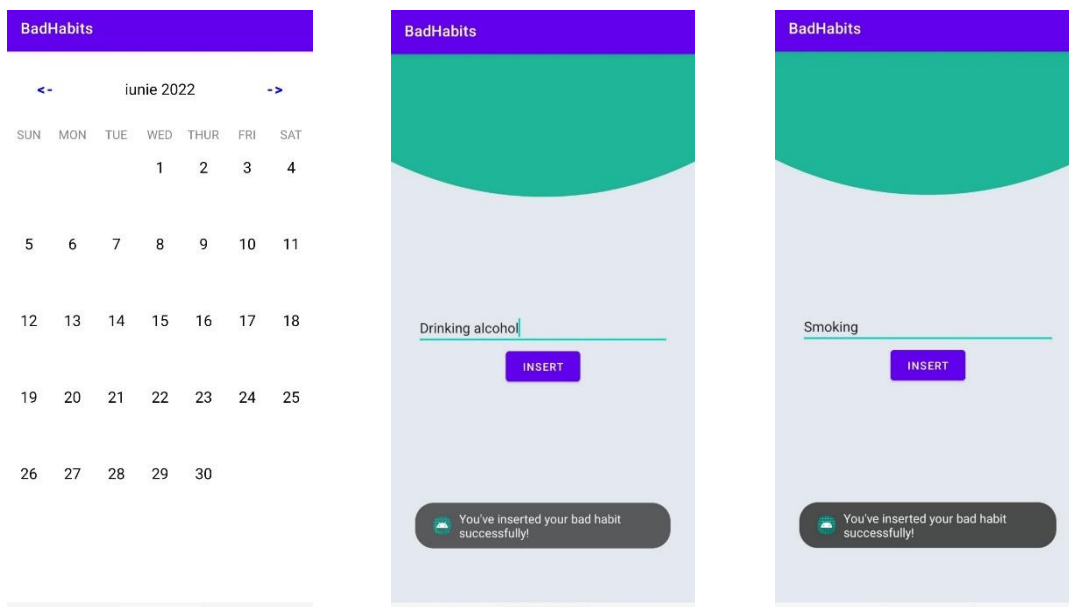 BadHabits
<- iunie 2022 ->
SUN MON TUE WED THUR FRI SAT
1 2 3 4
5 6 7 8 9 10 11
12 13 14 15 16 17 18
19 20 21 22 23 24 25
26 27 28 29 30
BadHabits
Drinking alcohol
INSERT
You've inserted your bad habit
successfully!
BadHabits
Smoking
INSERT
You've inserted your bad habit
successfully!